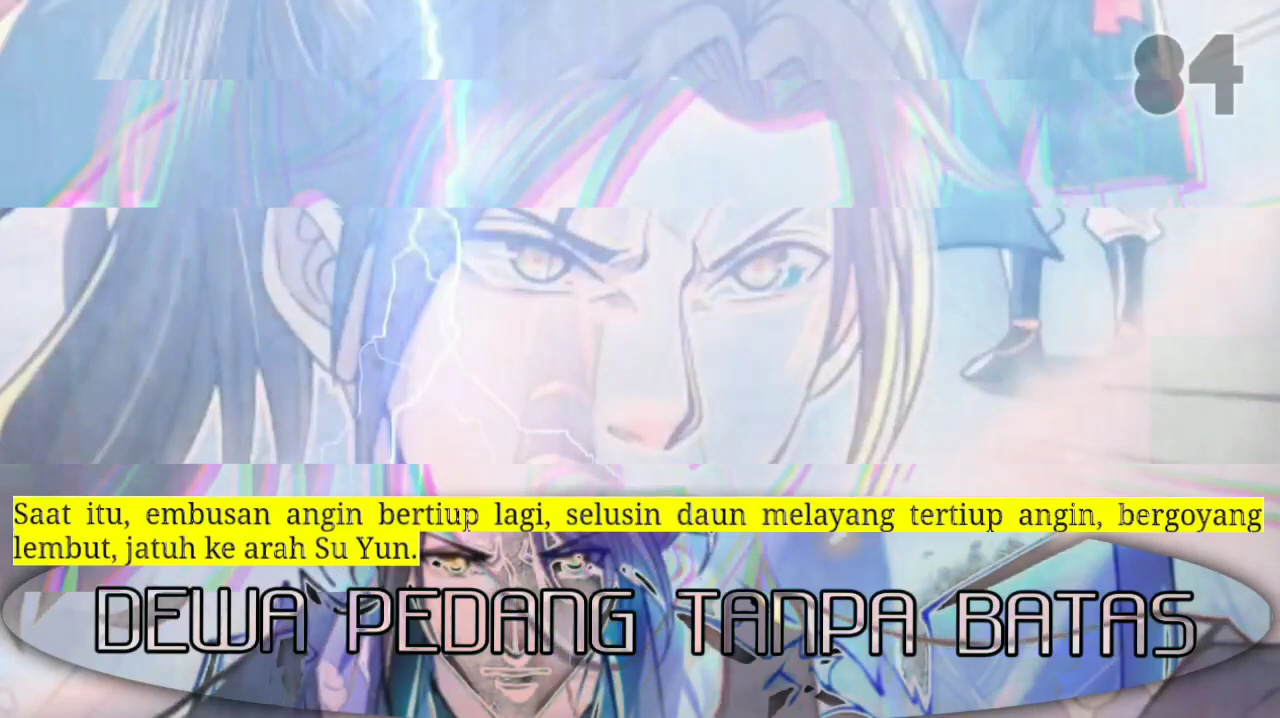 84
Saat itu, embusan angin bertiup lagi, selusin daun melayang tertiup angin, bergoyang
lembut, jatuh ke arah Su Yun.
DEWA PEDANG TANPA BATAS